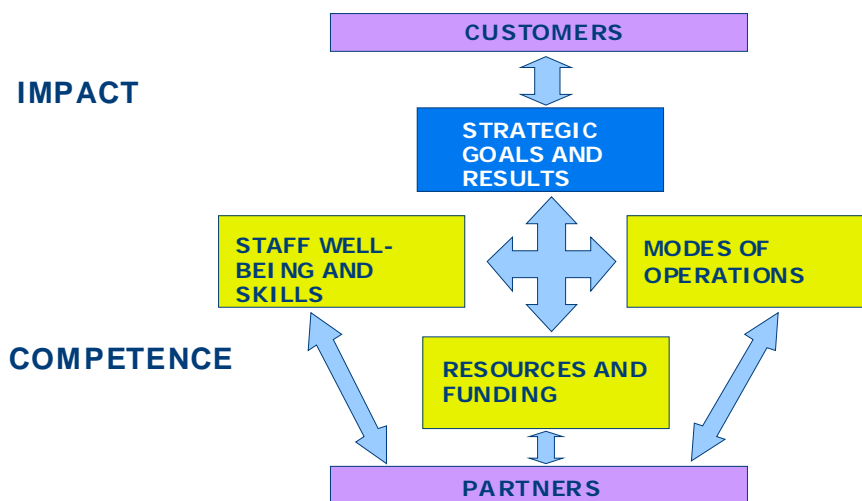 CUSTOMERS
IMPACT
STRATEGIC
GOALS AND
RESULTS
STAFF WELL-
BEING AND
SKILLS
MODES OF
OPERATIONS
COMPETENCE
RESOURCES AND
FUNDING
PARTNERS